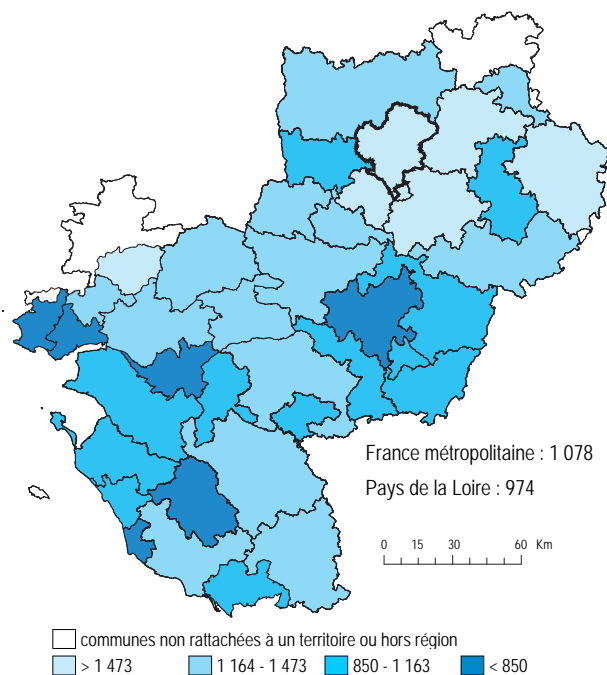 France métropolitaine : 1 078
Pays de la Loire : 974
0 15 30 60 Km
communes non rattachées à un territoire ou hors région
> 1 473 1 164 - 1 473 850 - 1 163 < 850